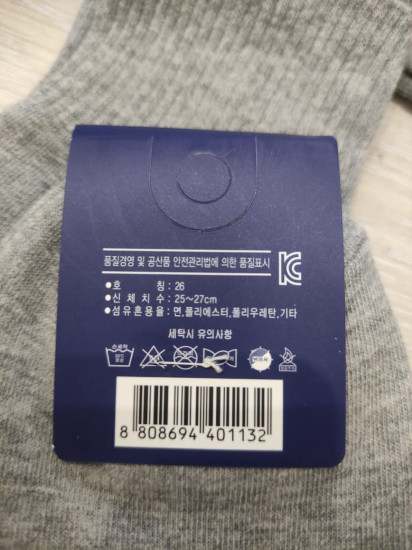 품질경영 및 공산품 안전관리법에 의한 품질표시
●호 칭 : 26
●신 체 치 수 : 25~27cm
●섬유혼용율 : 면,폴리에스터,폴리우레탄,기타
세탁시 유의사항
손세탁
8 808694 401132